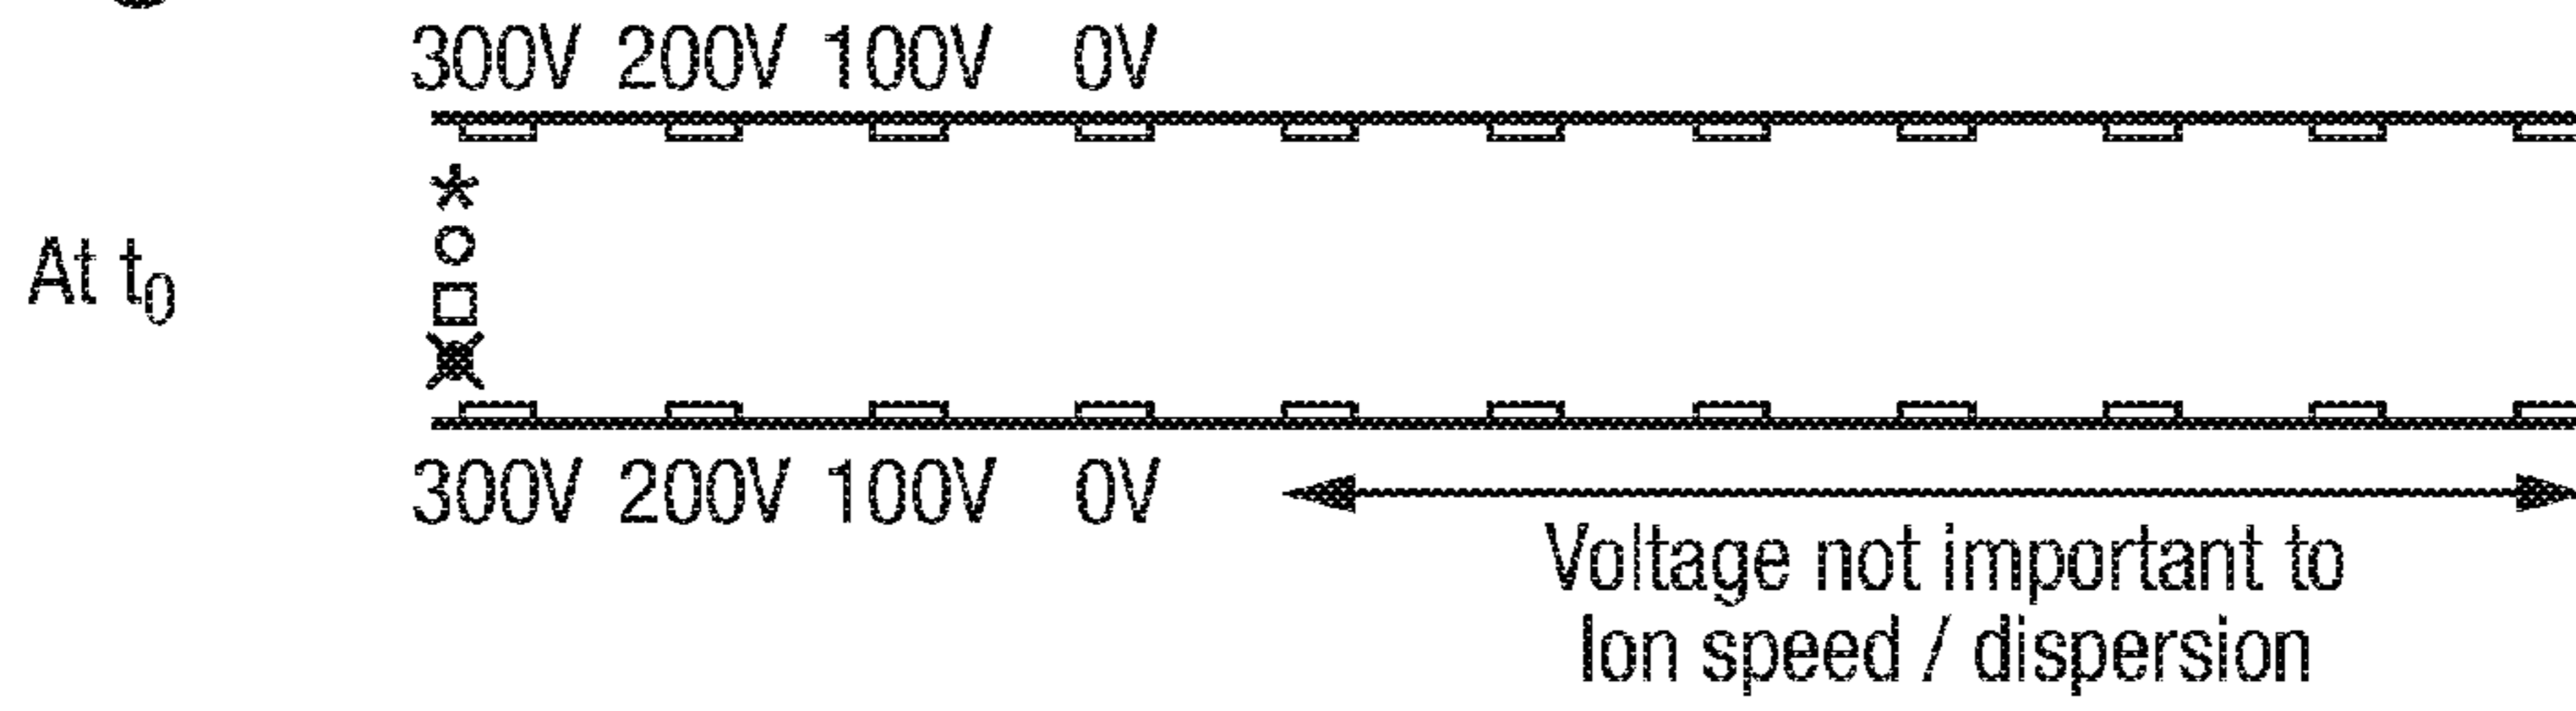 300V 200V 100V 0V
At t0
300V 200V 100V 0V
Voltage not important to
Ion speed / dispersion